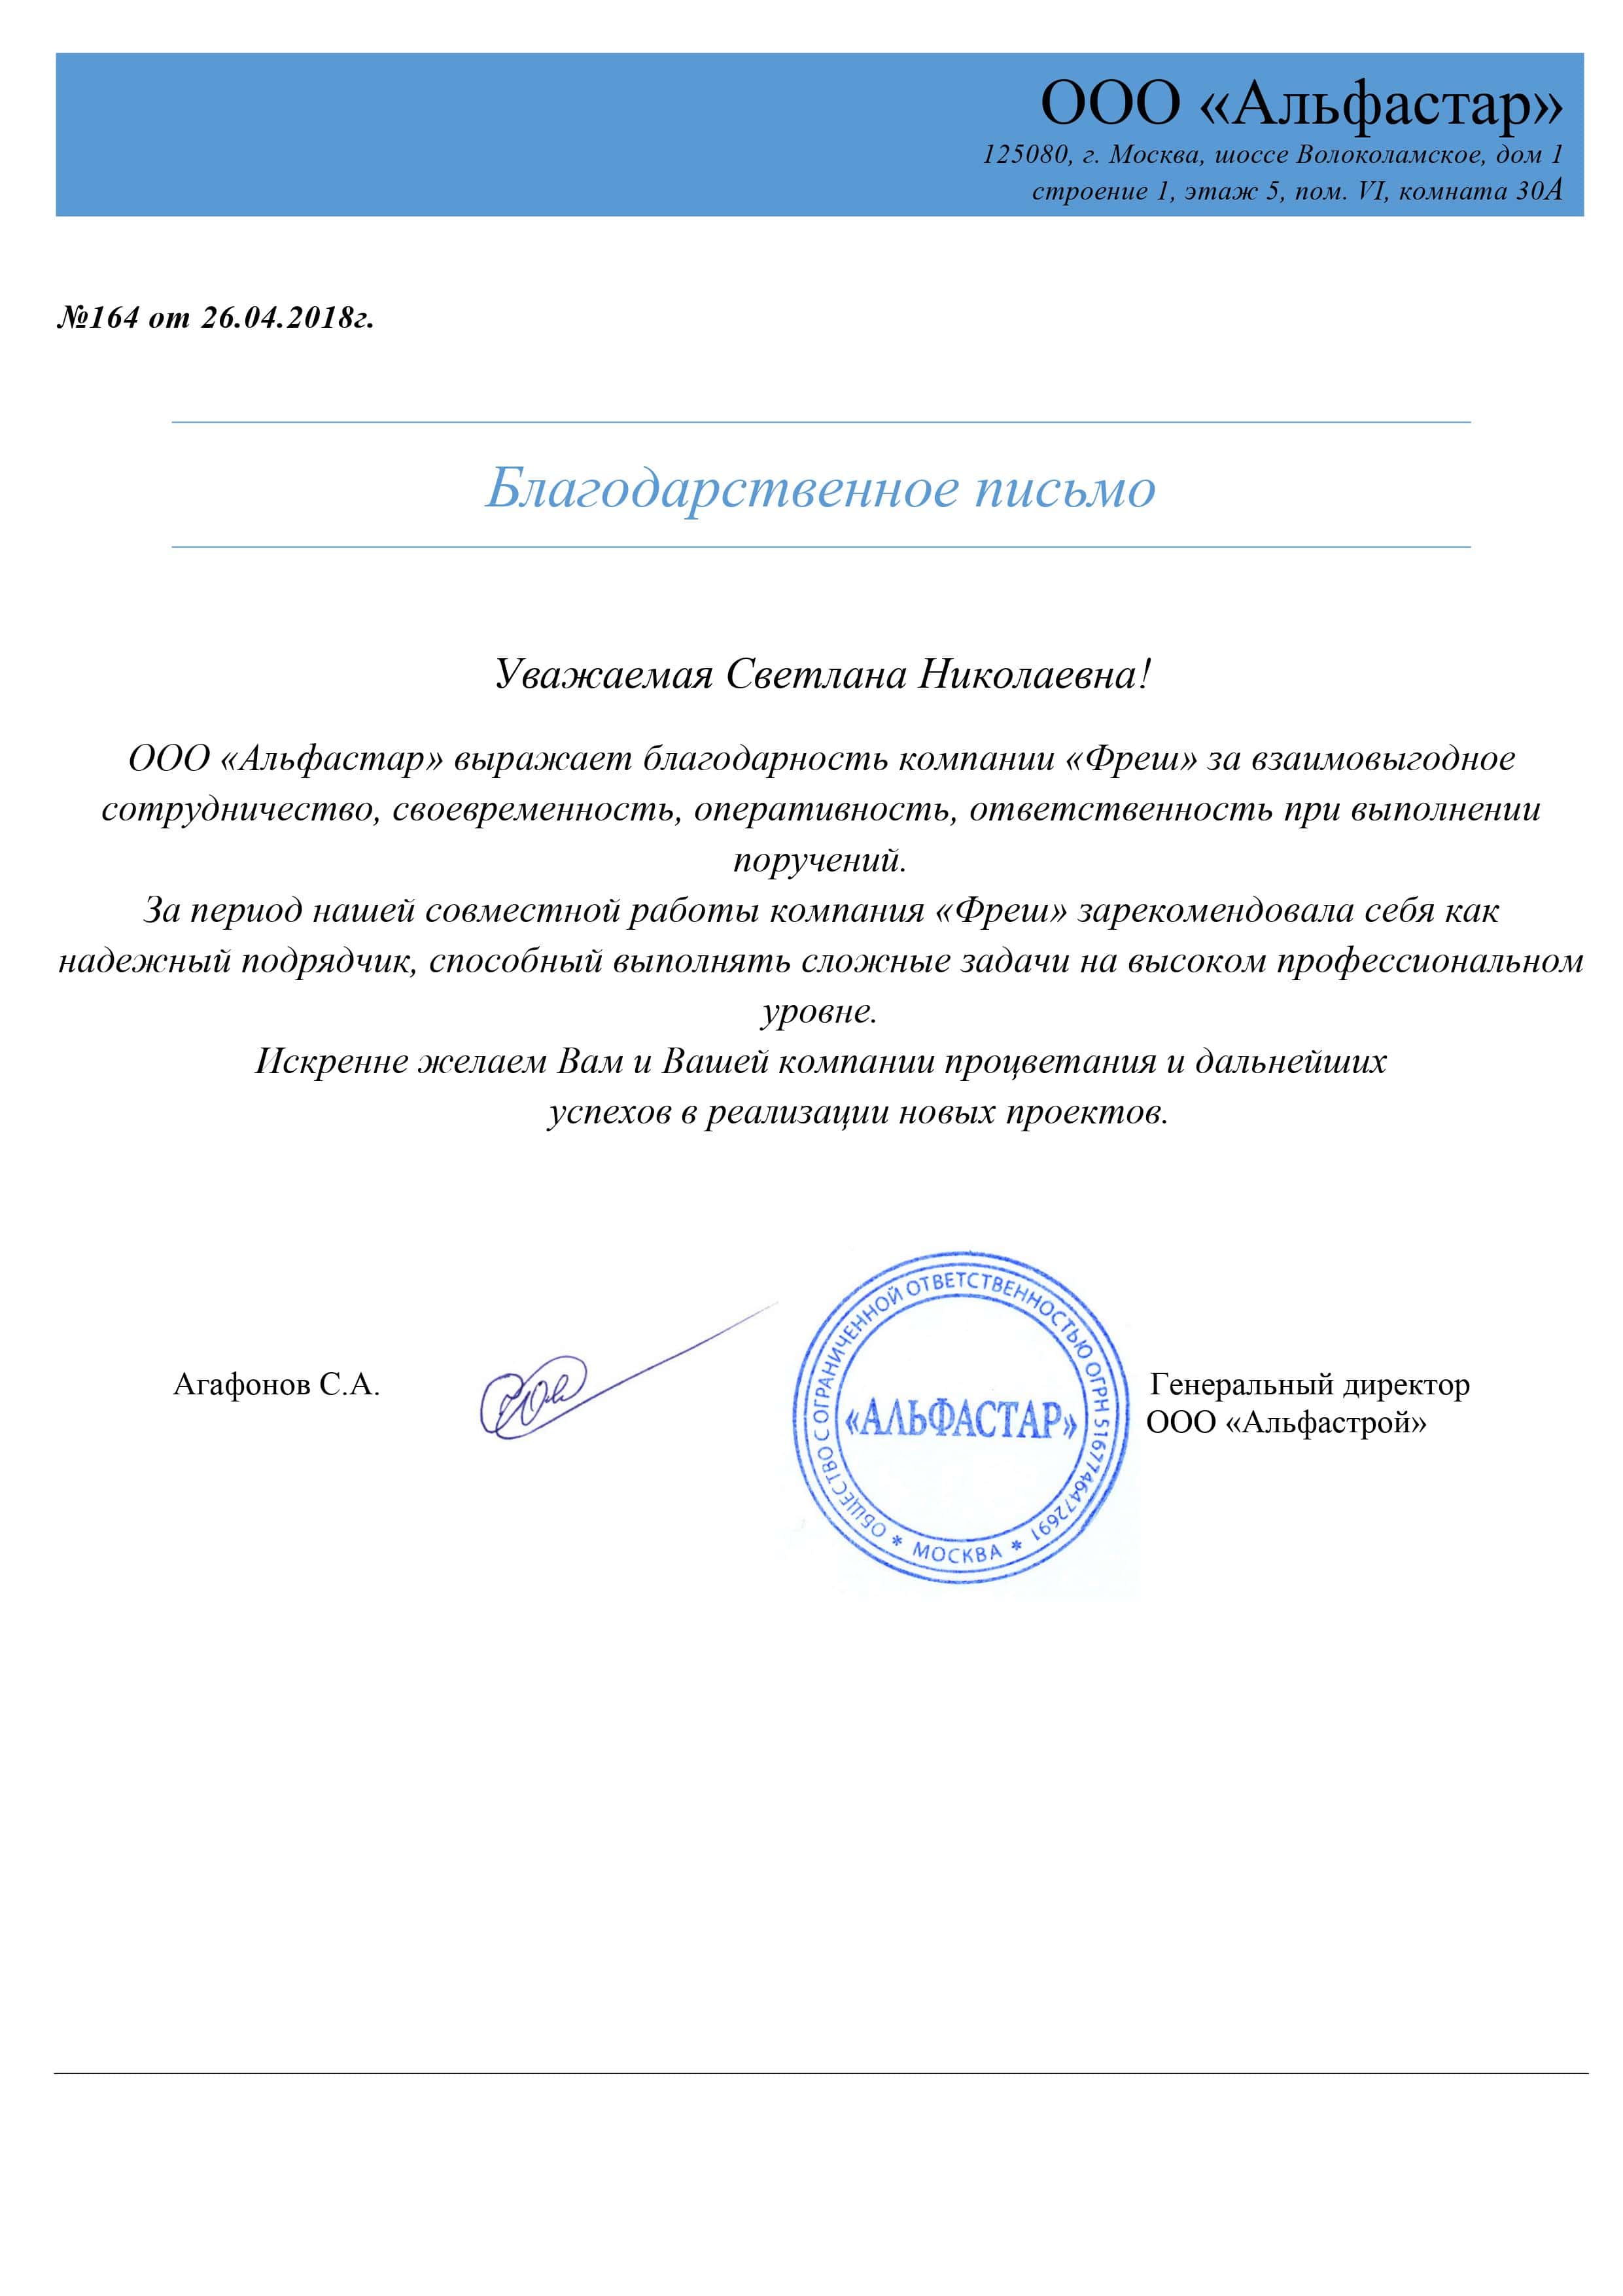 ООО «Альфастар»
125080, г. Москва, шоссе Волоколамское, дом 1
строение 1, этаж 5, пом. VI, комната 30А
№164 от 26.04.2018г.
Благодарственное письмо
Уважаемая Светлана Николаевна!
ООО «Альфастар» выражает благодарность компании «Фреш» за взаимовыгодное
сотрудничество, своевременность, оперативность, ответственность при выполнении
поручений.
За период нашей совместной работы компания «Фреш» зарекомендовала себя как
надежный подрядчик, способный выполнять сложные задачи на высоком профессиональном
уровне.
Искренне желаем Вам и Вашей компании процветания и дальнейших
успехов в реализации новых проектов.
Агафонов С.А.
ОБЩЕСТВО С ОГРАНИЧЕННОЙ ОТВЕТСТВЕННОСТЬЮ ОГРН 5167746472691
«АЛЬФАСТАР»
* МОСКВА *
Генеральный директор
ООО «Альфастрой»